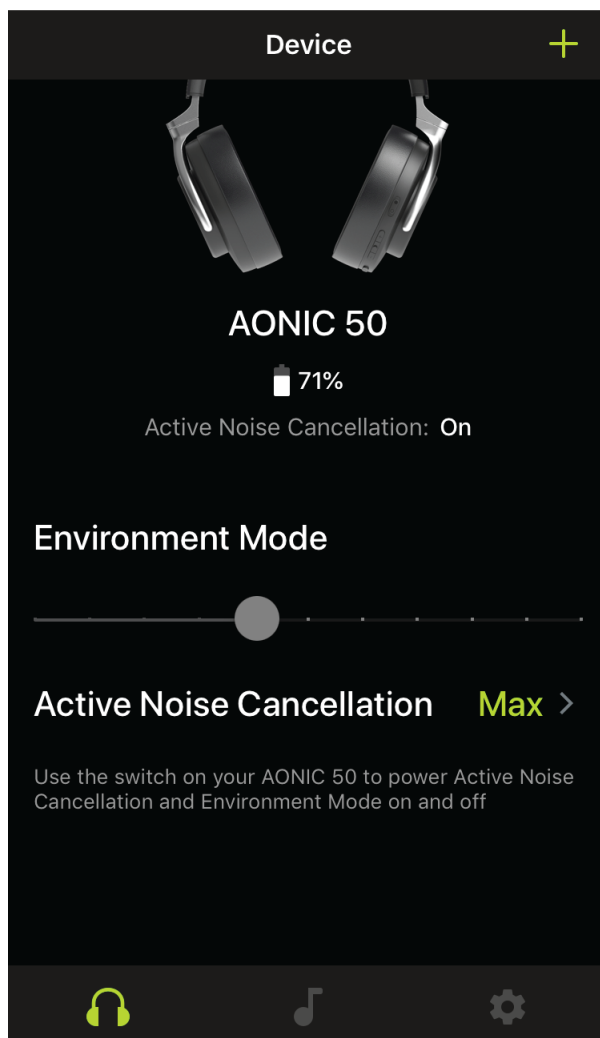 Device
AONIC 50
71%
Active Noise Cancellation: On
Environment Mode
Active Noise Cancellation Max
Use the switch on your AONIC 50 to power Active Noise
Cancellation and Environment Mode on and off